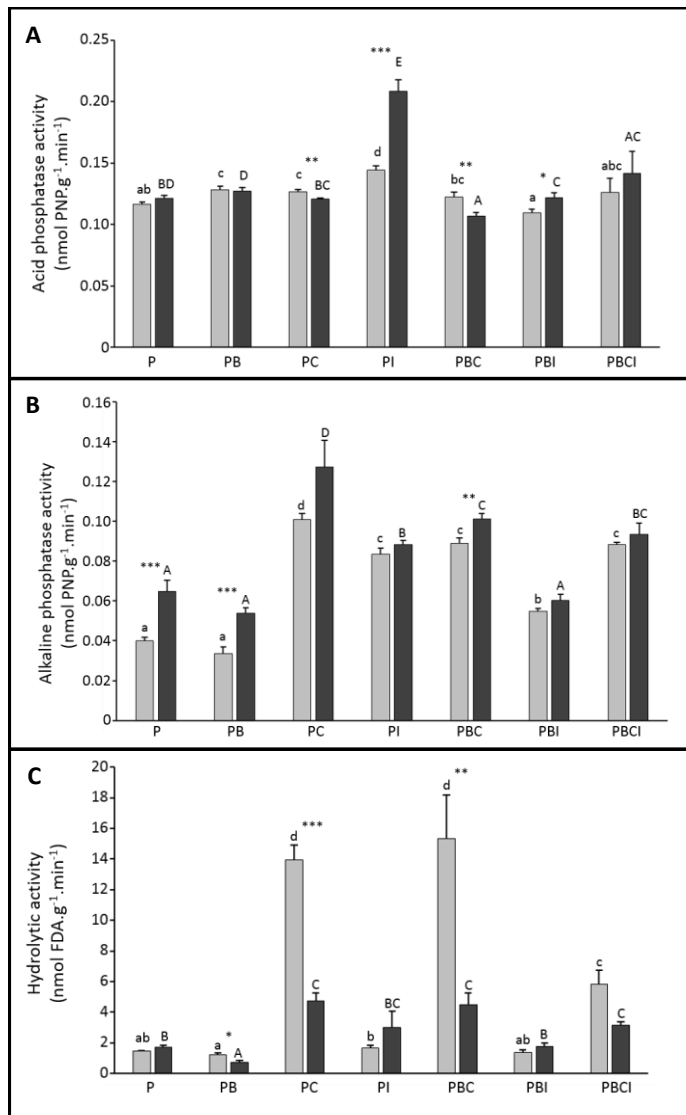 A
Acid phosphatase activity
(nmol PNP.g-1.min-1)
0.25
0.20
0.15
0.10
0.05
0
ab BD
c D
c ** BC
*** d E
bc ** A
a * C
abc AC
P PB PC PI PBC PBI PBCI
B
Alkaline phosphatase activity
(nmol PNP.g-1.min-1)
0.16
0.14
0.12
0.10
0.08
0.06
0.04
0.02
0
*** a A
*** a A
d D
c B
** c C
b A
c BC
P PB PC PI PBC PBI PBCI
C
Hydrolytic activity
(nmol FDA.g-1.min-1)
20
18
16
14
12
10
8
6
4
2
0
ab B
a * A
d *** C
b BC
d ** C
ab B
c C
P PB PC PI PBC PBI PBCI